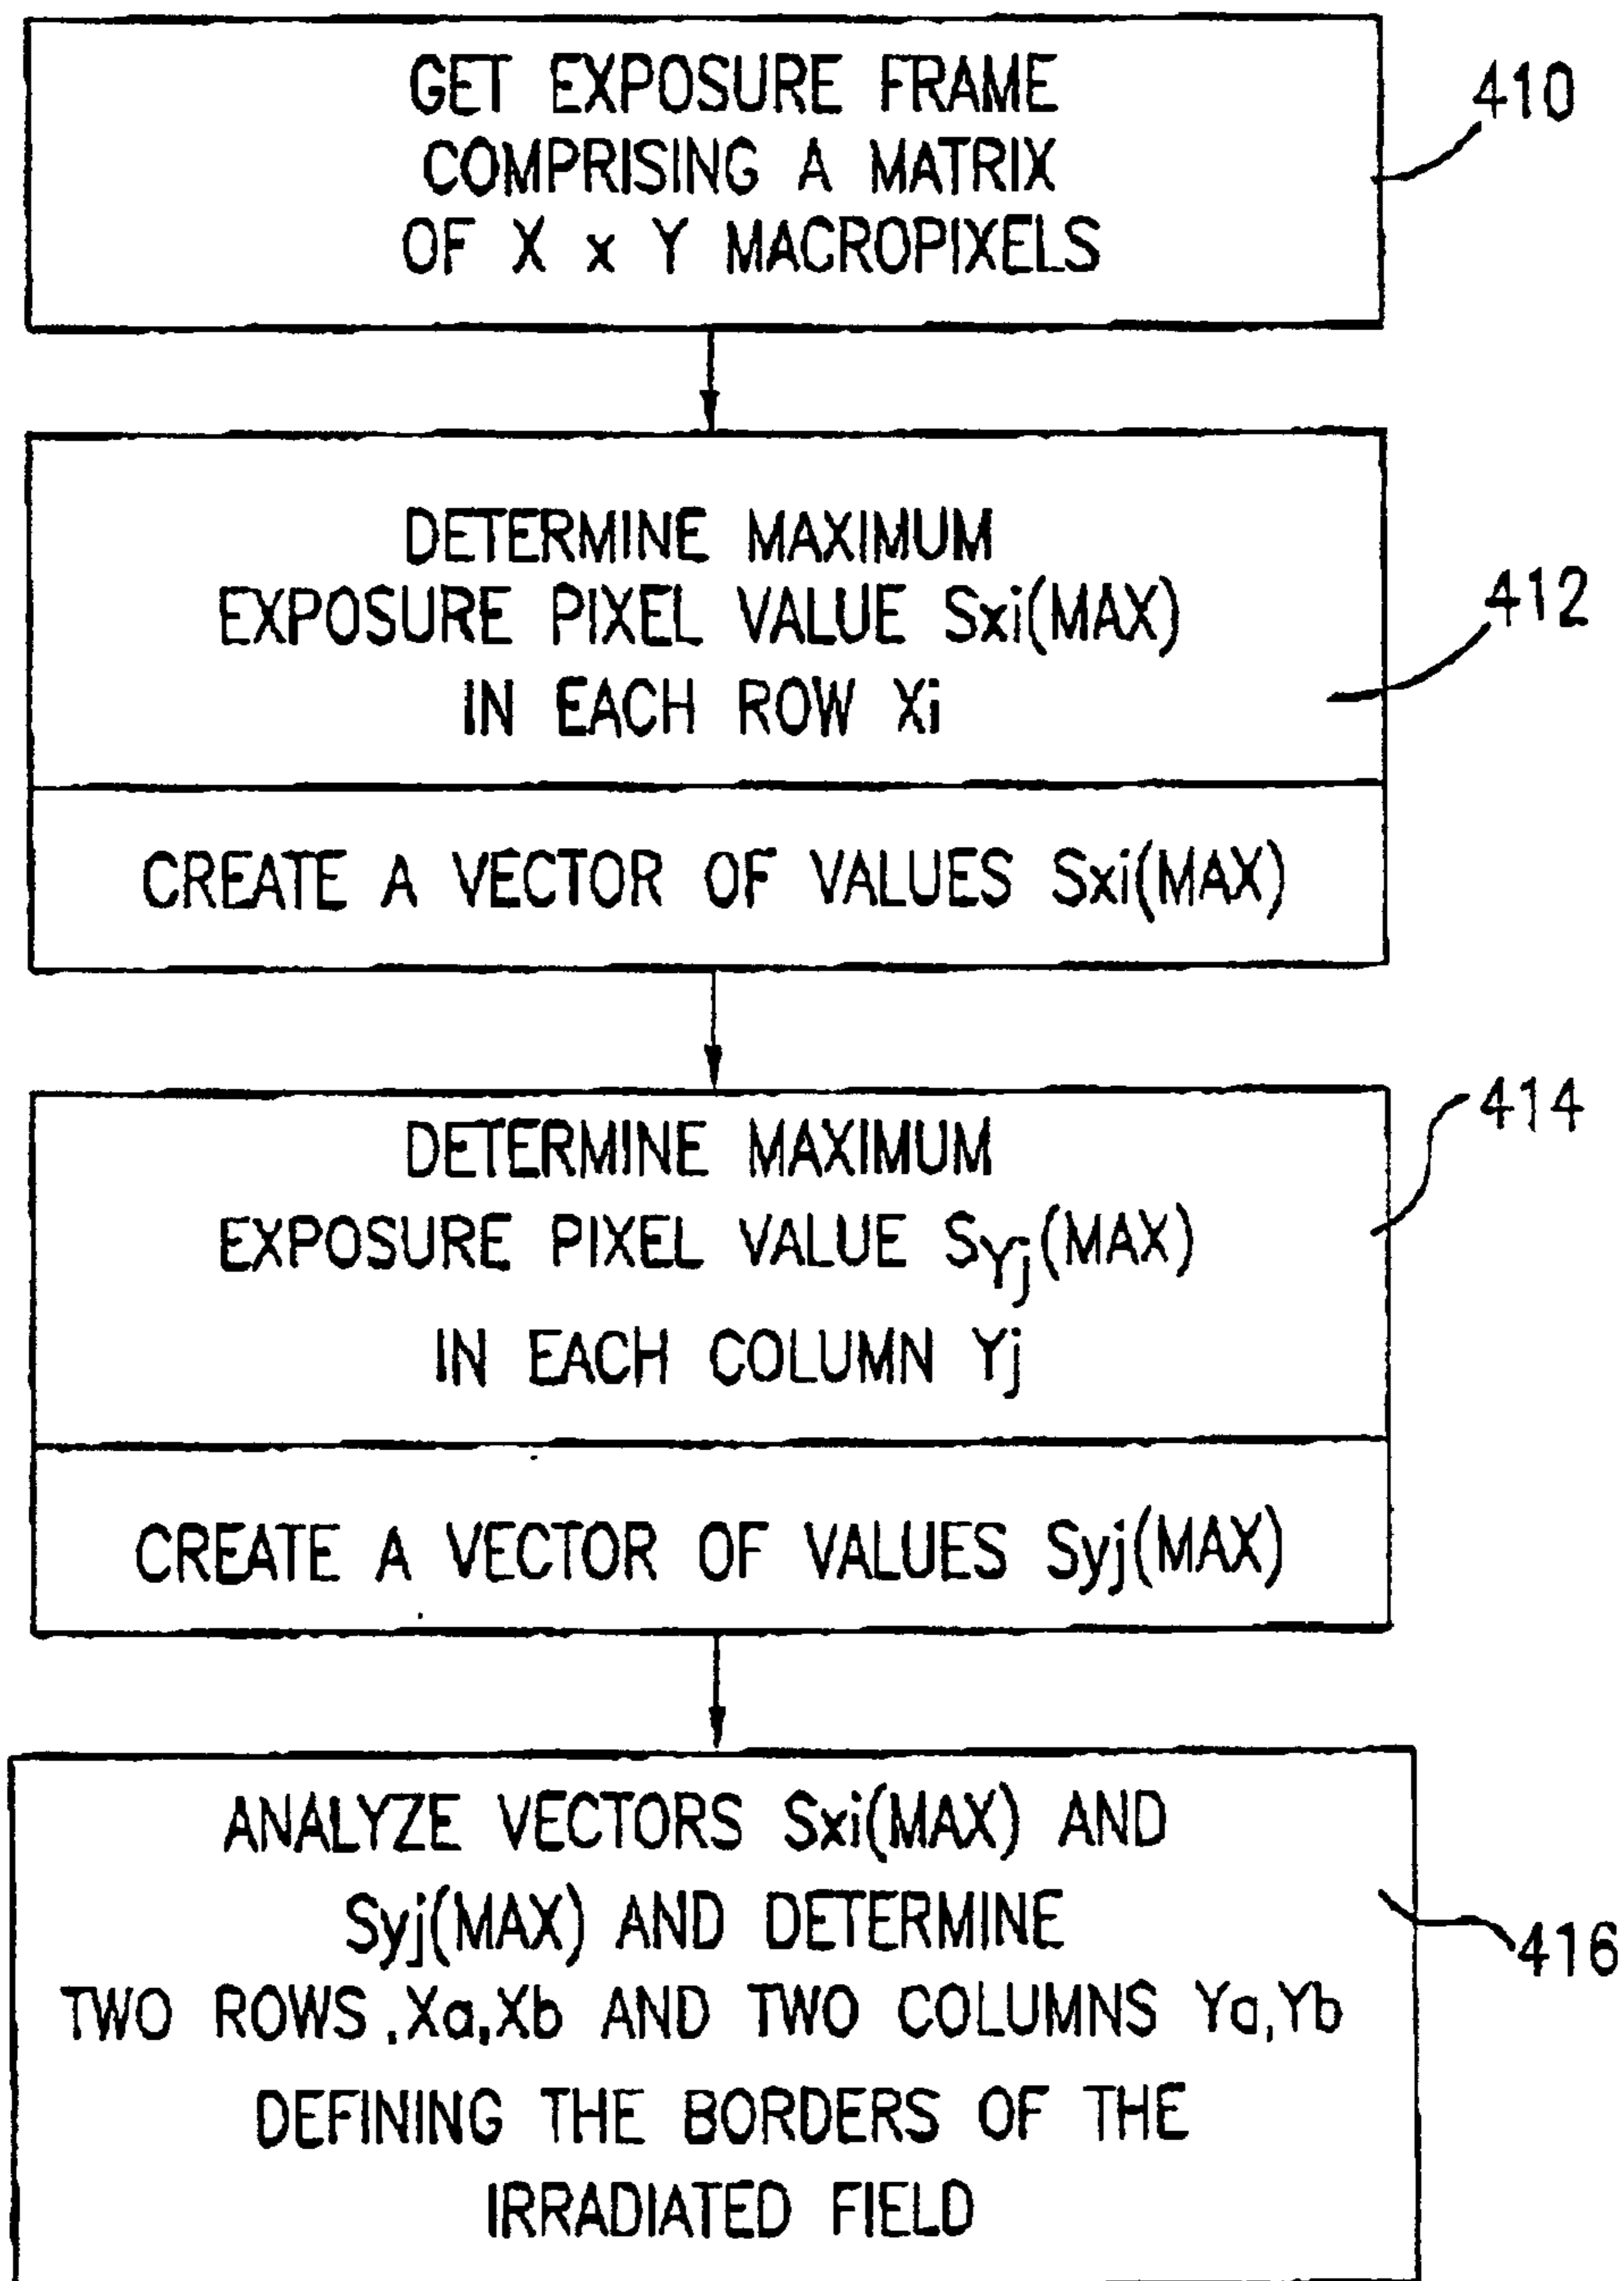 GET EXPOSURE FRAME
COMPRISING A MATRIX
OF X x Y MACROPIXELS
410
DETERMINE MAXIMUM
EXPOSURE PIXEL VALUE Sxi(MAX)
IN EACH ROW Xi
412
CREATE A VECTOR OF VALUES Sxi(MAX)
DETERMINE MAXIMUM
EXPOSURE PIXEL VALUE SYj(MAX)
IN EACH COLUMN Yj
414
CREATE A VECTOR OF VALUES Syj(MAX)
ANALYZE VECTORS Sxi(MAX) AND
Syj(MAX) AND DETERMINE
TWO ROWS .Xa,Xb AND TWO COLUMNS Ya,Yb
DEFINING THE BORDERS OF THE
IRRADIATED FIELD
416